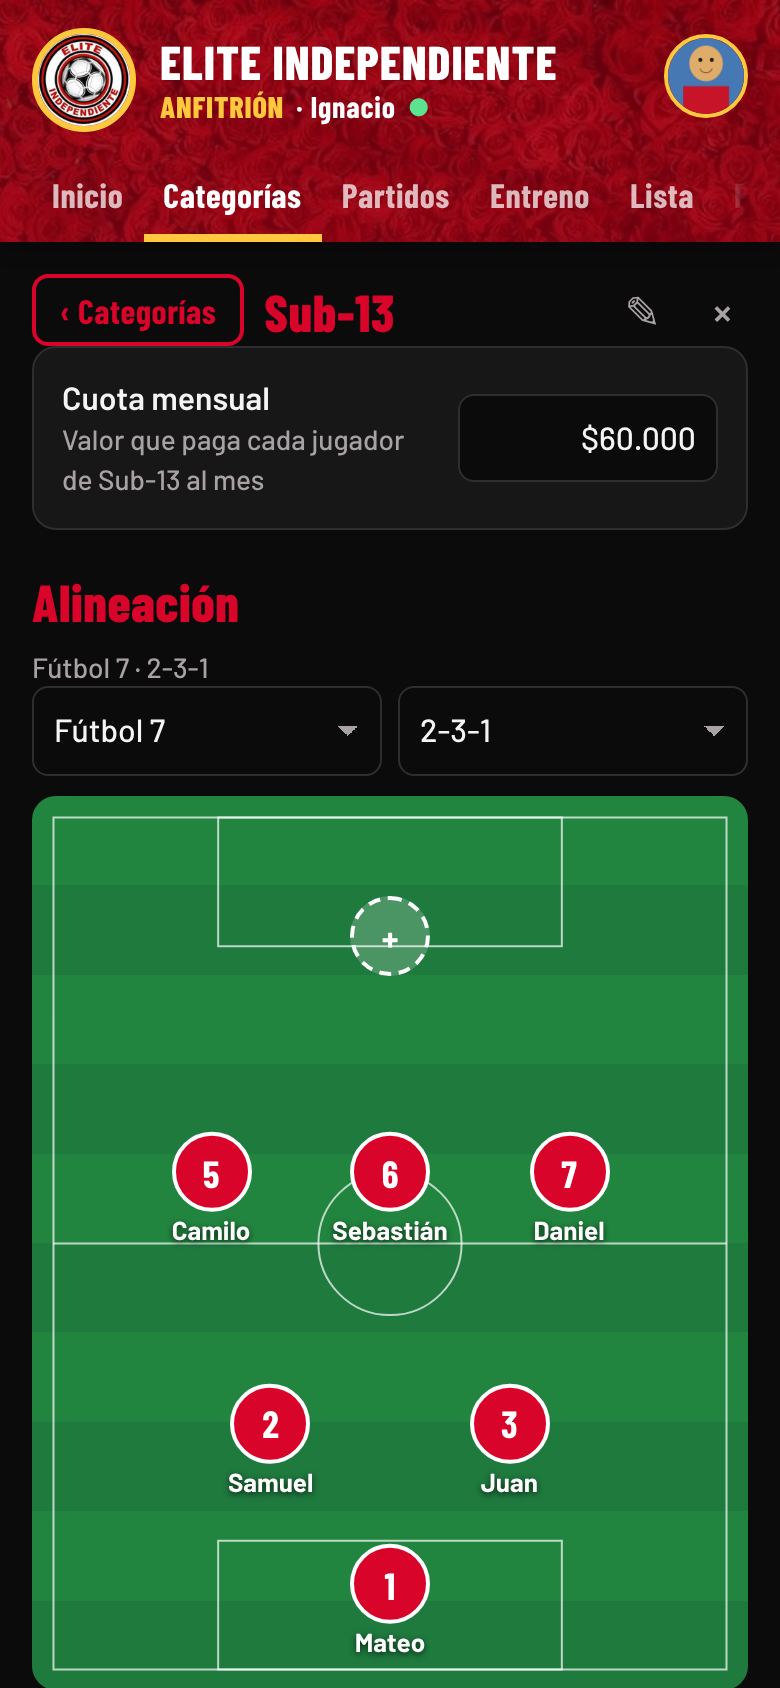 ELITE
INDEPENDIENTE
ELITE INDEPENDIENTE
ANFITRIÓN · Ignacio
Inicio Categorías Partidos Entreno Lista
‹ Categorías Sub-13 ✎ ×
Cuota mensual
Valor que paga cada jugador
de Sub-13 al mes
$60.000
Alineación
Fútbol 7 · 2-3-1
Fútbol 7
2-3-1
+
5 6 7
Camilo Sebastián Daniel
2 3
Samuel Juan
1
Mateo